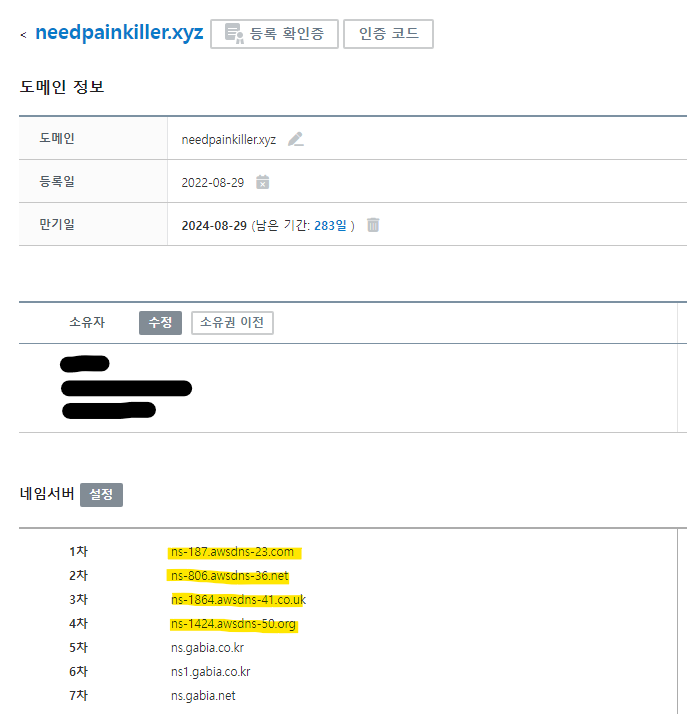 < needpainkiller.xyz 등록 확인증 인증 코드
도메인 정보
도메인 needpainkiller.xyz
등록일 2022-08-29
만기일 2024-08-29 (남은 기간: 283일 )
소유자 수정 소유권 이전
네임서버 설정
1차 ns-187.awsdns-23.com
2차 ns-806.awsdns-36.net
3차 ns-1864.awsdns-41.co.uk
4차 ns-1424.awsdns-50.org
5차 ns.gabia.co.kr
6차 ns1.gabia.co.kr
7차 ns.gabia.net